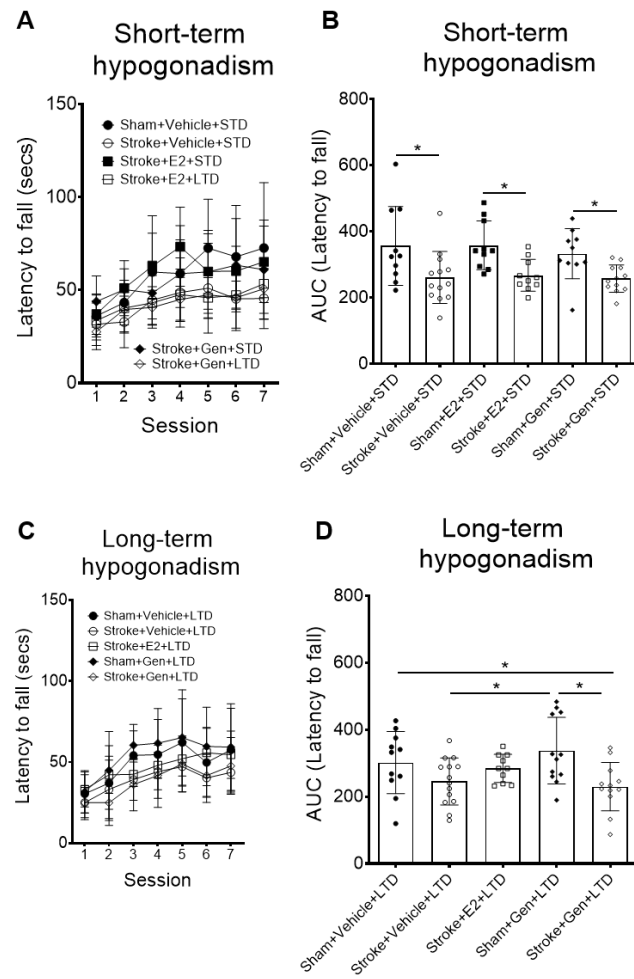 A
Short-term
hypogonadism
Latency to fall (secs)
150
100
50
0
Sham+Vehicle+STD
Stroke+Vehicle+STD
Stroke+E2+STD
Stroke+E2+LTD
Stroke+Gen+STD
Stroke+Gen+LTD
1 2 3 4 5 6 7
Session
B
Short-term
hypogonadism
AUC (Latency to fall)
800
600
400
200
0
* * *
Sham+Vehicle+STD
Stroke+Vehicle+STD
Sham+E2+STD
Stroke+E2+STD
Sham+Gen+STD
Stroke+Gen+STD
C
Long-term
hypogonadism
Latency to fall (secs)
150
100
50
0
Sham+Vehicle+LTD
Stroke+Vehicle+LTD
Stroke+E2+LTD
Sham+Gen+LTD
Stroke+Gen+LTD
1 2 3 4 5 6 7
Session
D
Long-term
hypogonadism
AUC (Latency to fall)
800
600
400
200
0
*
* *
Sham+Vehicle+LTD
Stroke+Vehicle+LTD
Stroke+E2+LTD
Sham+Gen+LTD
Stroke+Gen+LTD